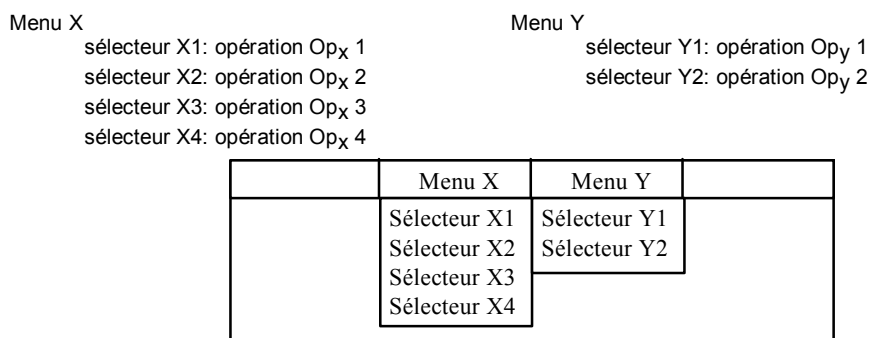 Menu X
sélecteur X1: opération Opx 1
sélecteur X2: opération Opx 2
sélecteur X3: opération Opx 3
sélecteur X4: opération Opx 4
Menu Y
sélecteur Y1: opération Opy 1
sélecteur Y2: opération Opy 2
Menu X
Menu Y
Sélecteur X1
Sélecteur X2
Sélecteur X3
Sélecteur X4
Sélecteur Y1
Sélecteur Y2